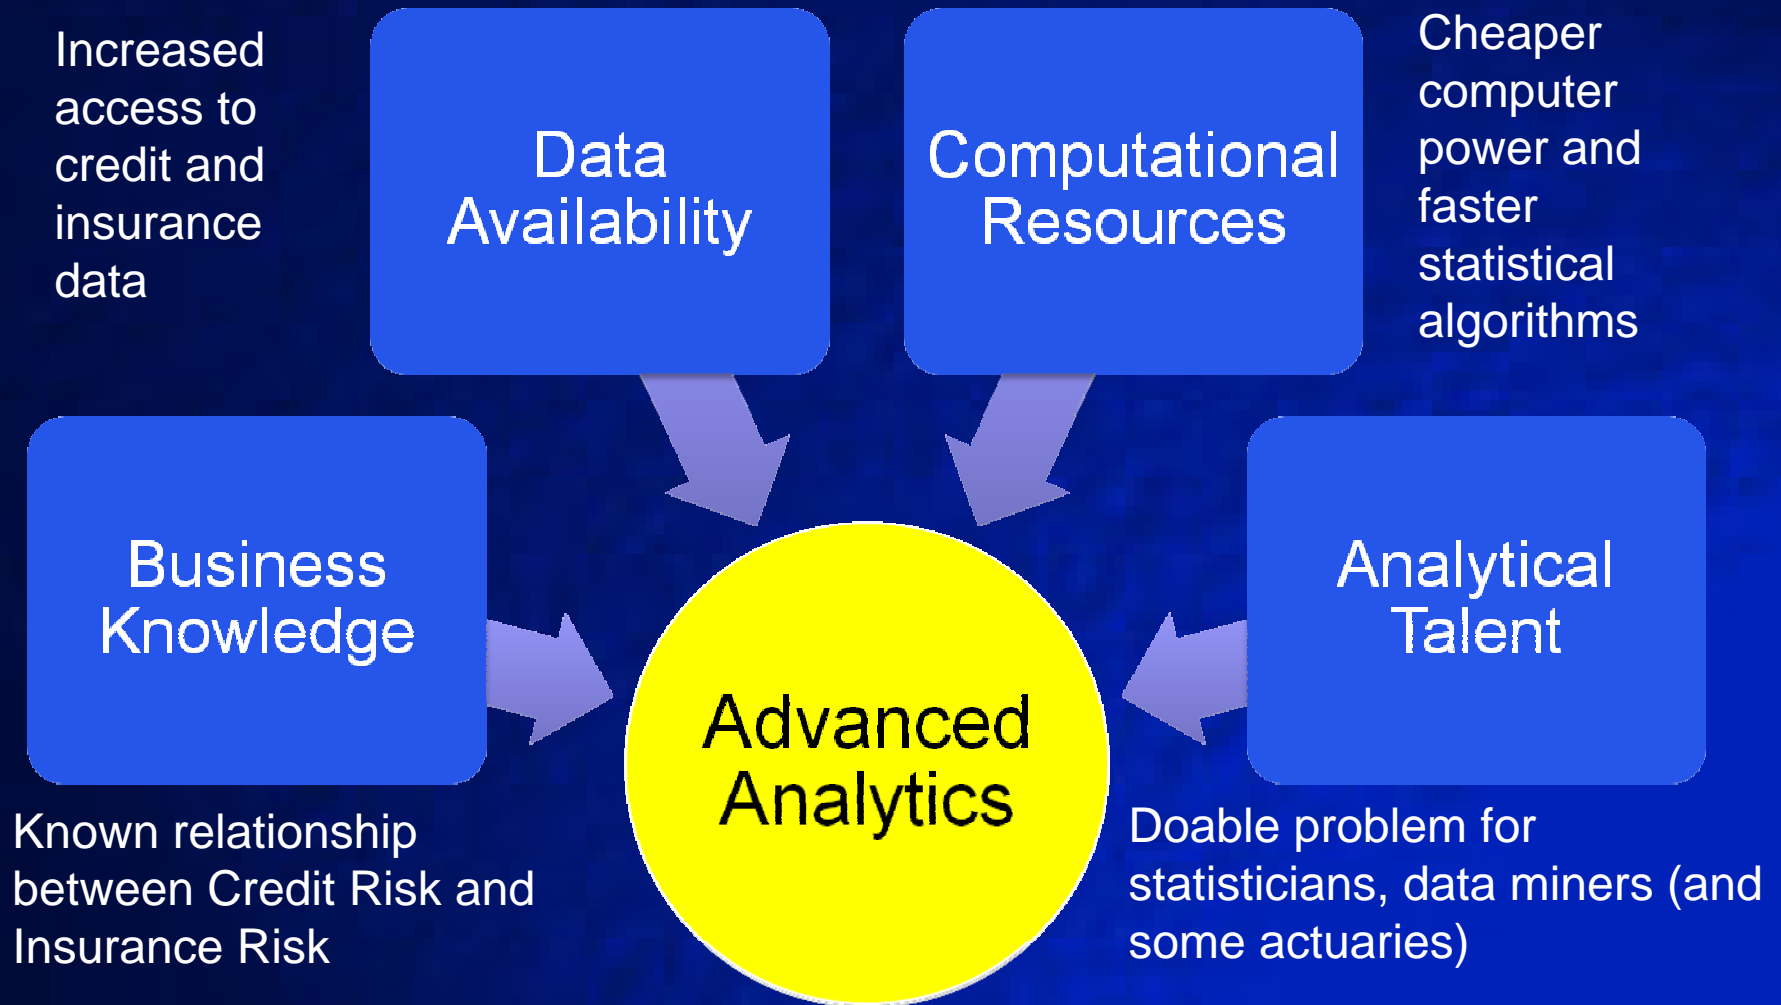 Increased
access to
credit and
insurance
data
Data
Availability
Computational
Resources
Cheaper
computer
power and
faster
statistical
algorithms
Business
Knowledge
Known relationship
between Credit Risk and
Insurance Risk
Advanced
Analytics
Analytical
Talent
Doable problem for
statisticians, data miners (and
some actuaries)